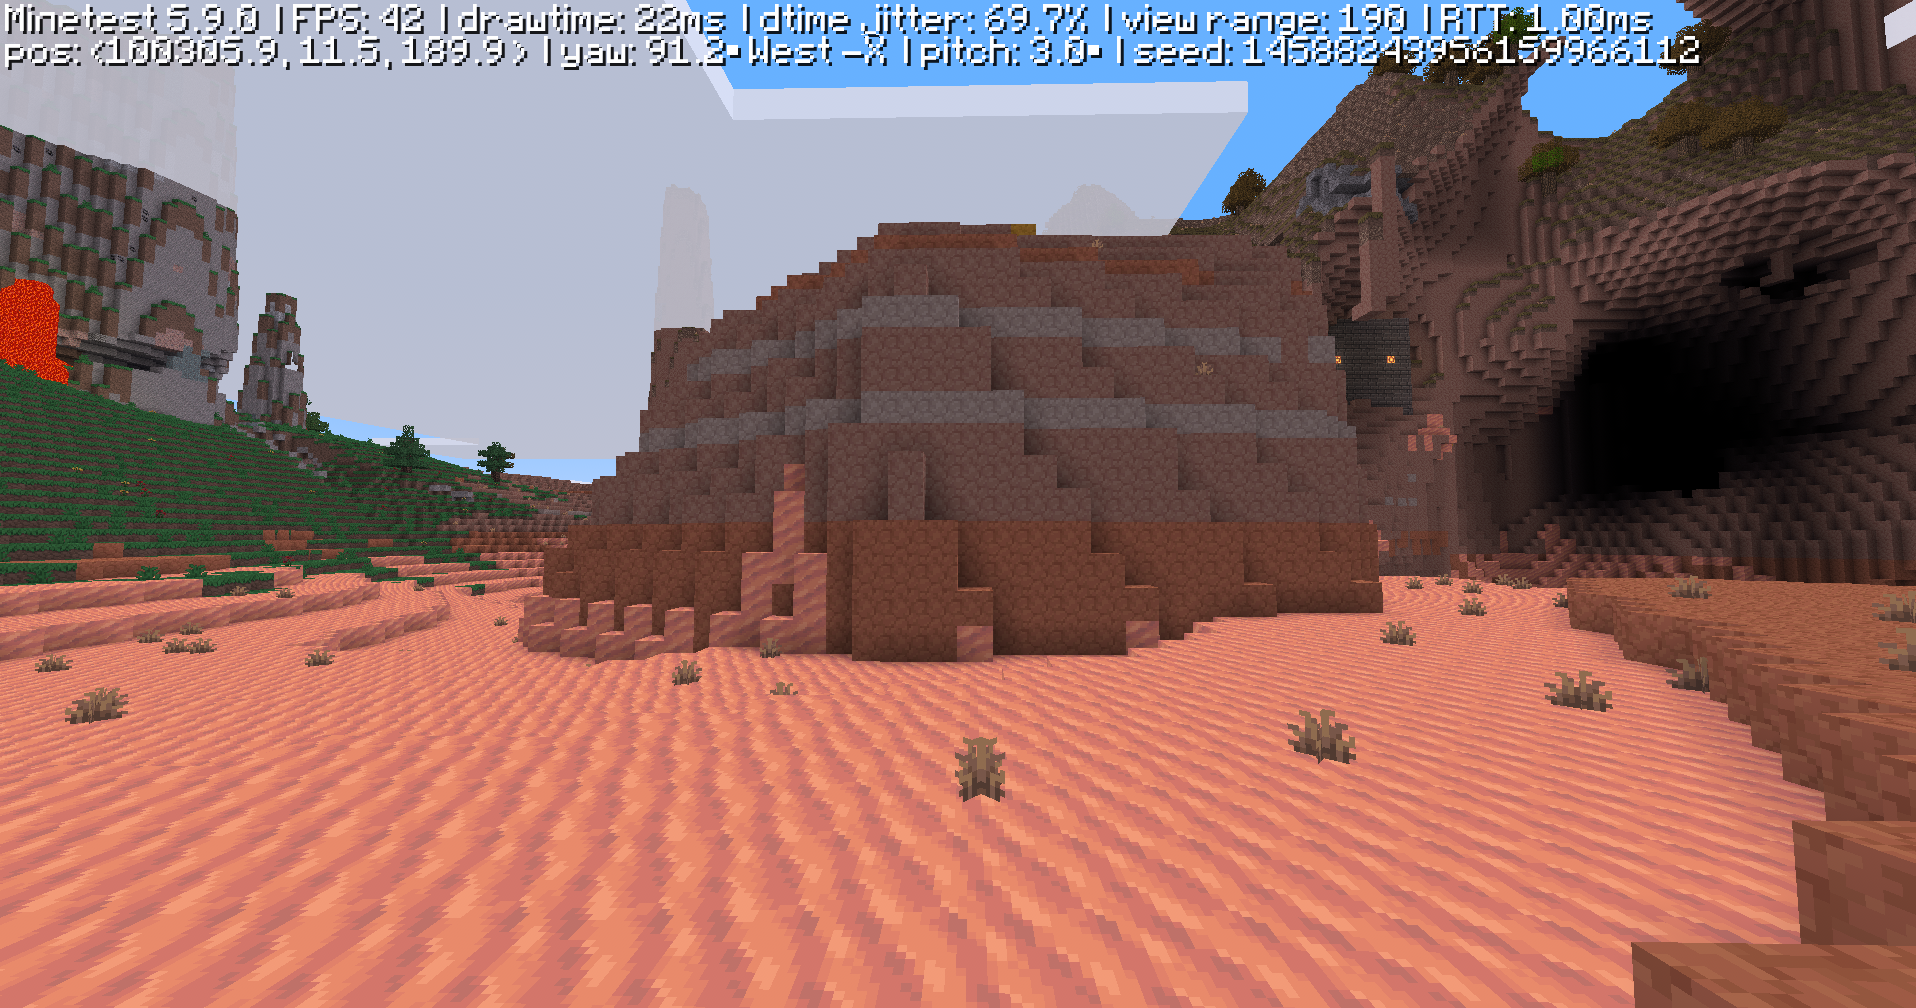 Minetest 5.9.0 | FPS: 42 | drawtime: 22ms | dtime jitter: 69.7% | view range: 190 | RTT: 1.00ms
pos: (100305.9, 11.5, 189.9) | yaw: 91.2° West -X | pitch: 3.0° | seed: 14588243956159966112